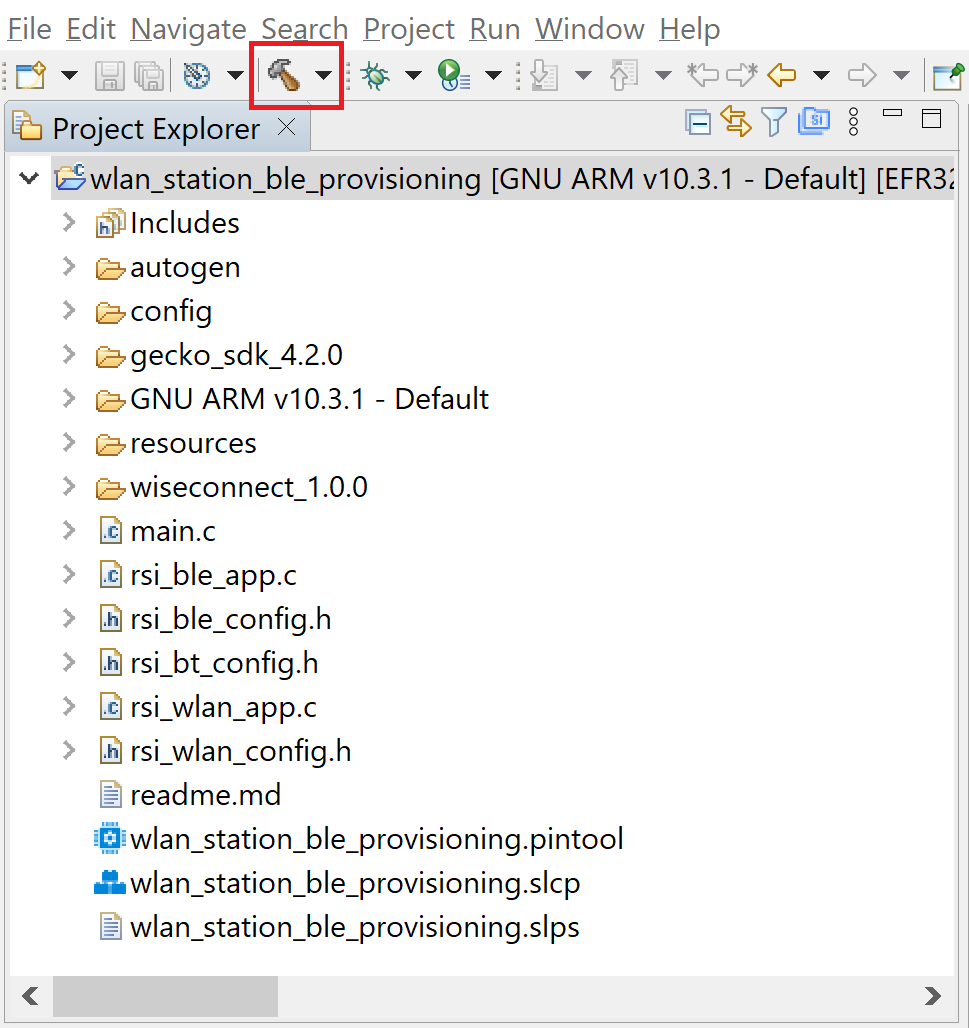 File Edit Navigate Search Project Run Window Help
Project Explorer
wlan_station_ble_provisioning [GNU ARM v10.3.1 - Default] [EFR32
Includes
autogen
config
gecko_sdk_4.2.0
GNU ARM v10.3.1 - Default
resources
wiseconnect_1.0.0
main.c
rsi_ble_app.c
rsi_ble_config.h
rsi_bt_config.h
rsi_wlan_app.c
rsi_wlan_config.h
readme.md
wlan_station_ble_provisioning.pintool
wlan_station_ble_provisioning.slcp
wlan_station_ble_provisioning.slps